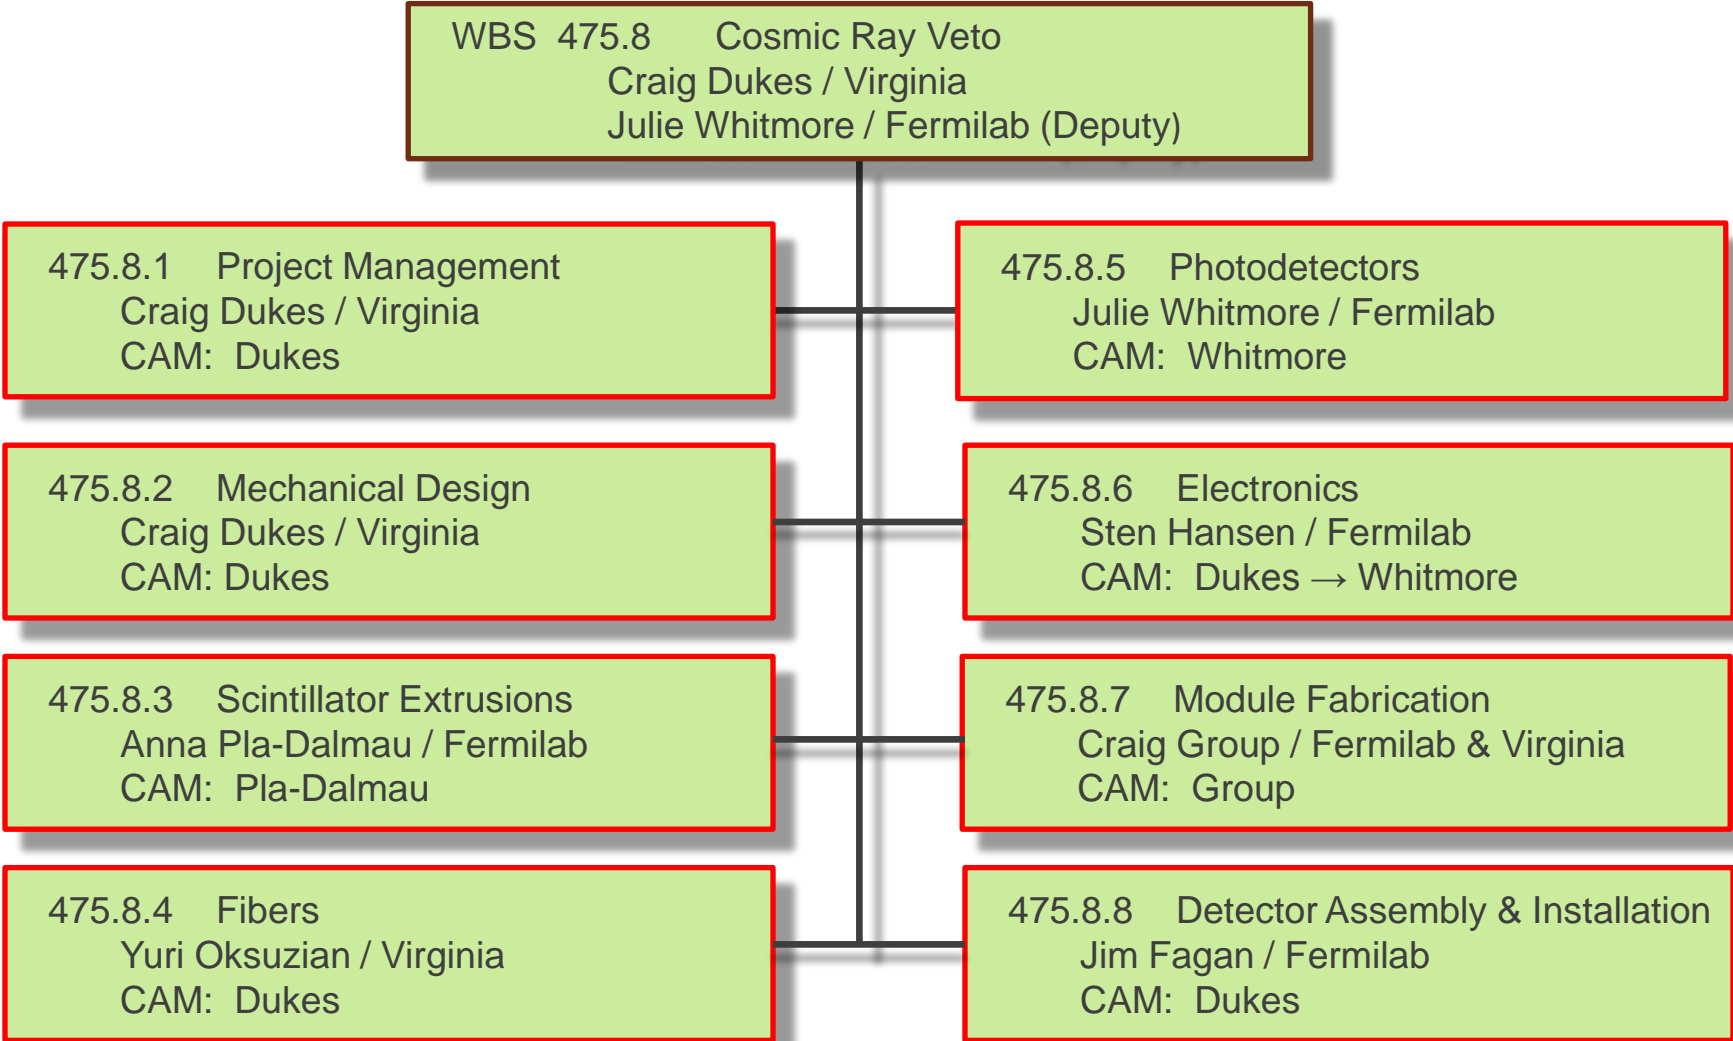 WBS 475.8 Cosmic Ray Veto
Craig Dukes / Virginia
Julie Whitmore / Fermilab (Deputy)
475.8.1 Project Management
Craig Dukes / Virginia
CAM: Dukes
475.8.2 Mechanical Design
Craig Dukes / Virginia
CAM: Dukes
475.8.3 Scintillator Extrusions
Anna Pla-Dalmau / Fermilab
CAM: Pla-Dalmau
475.8.4 Fibers
Yuri Oksuzian / Virginia
CAM: Dukes
475.8.5 Photodetectors
Julie Whitmore / Fermilab
CAM: Whitmore
475.8.6 Electronics
Sten Hansen / Fermilab
CAM: Dukes → Whitmore
475.8.7 Module Fabrication
Craig Group / Fermilab & Virginia
CAM: Group
475.8.8 Detector Assembly & Installation
Jim Fagan / Fermilab
CAM: Dukes